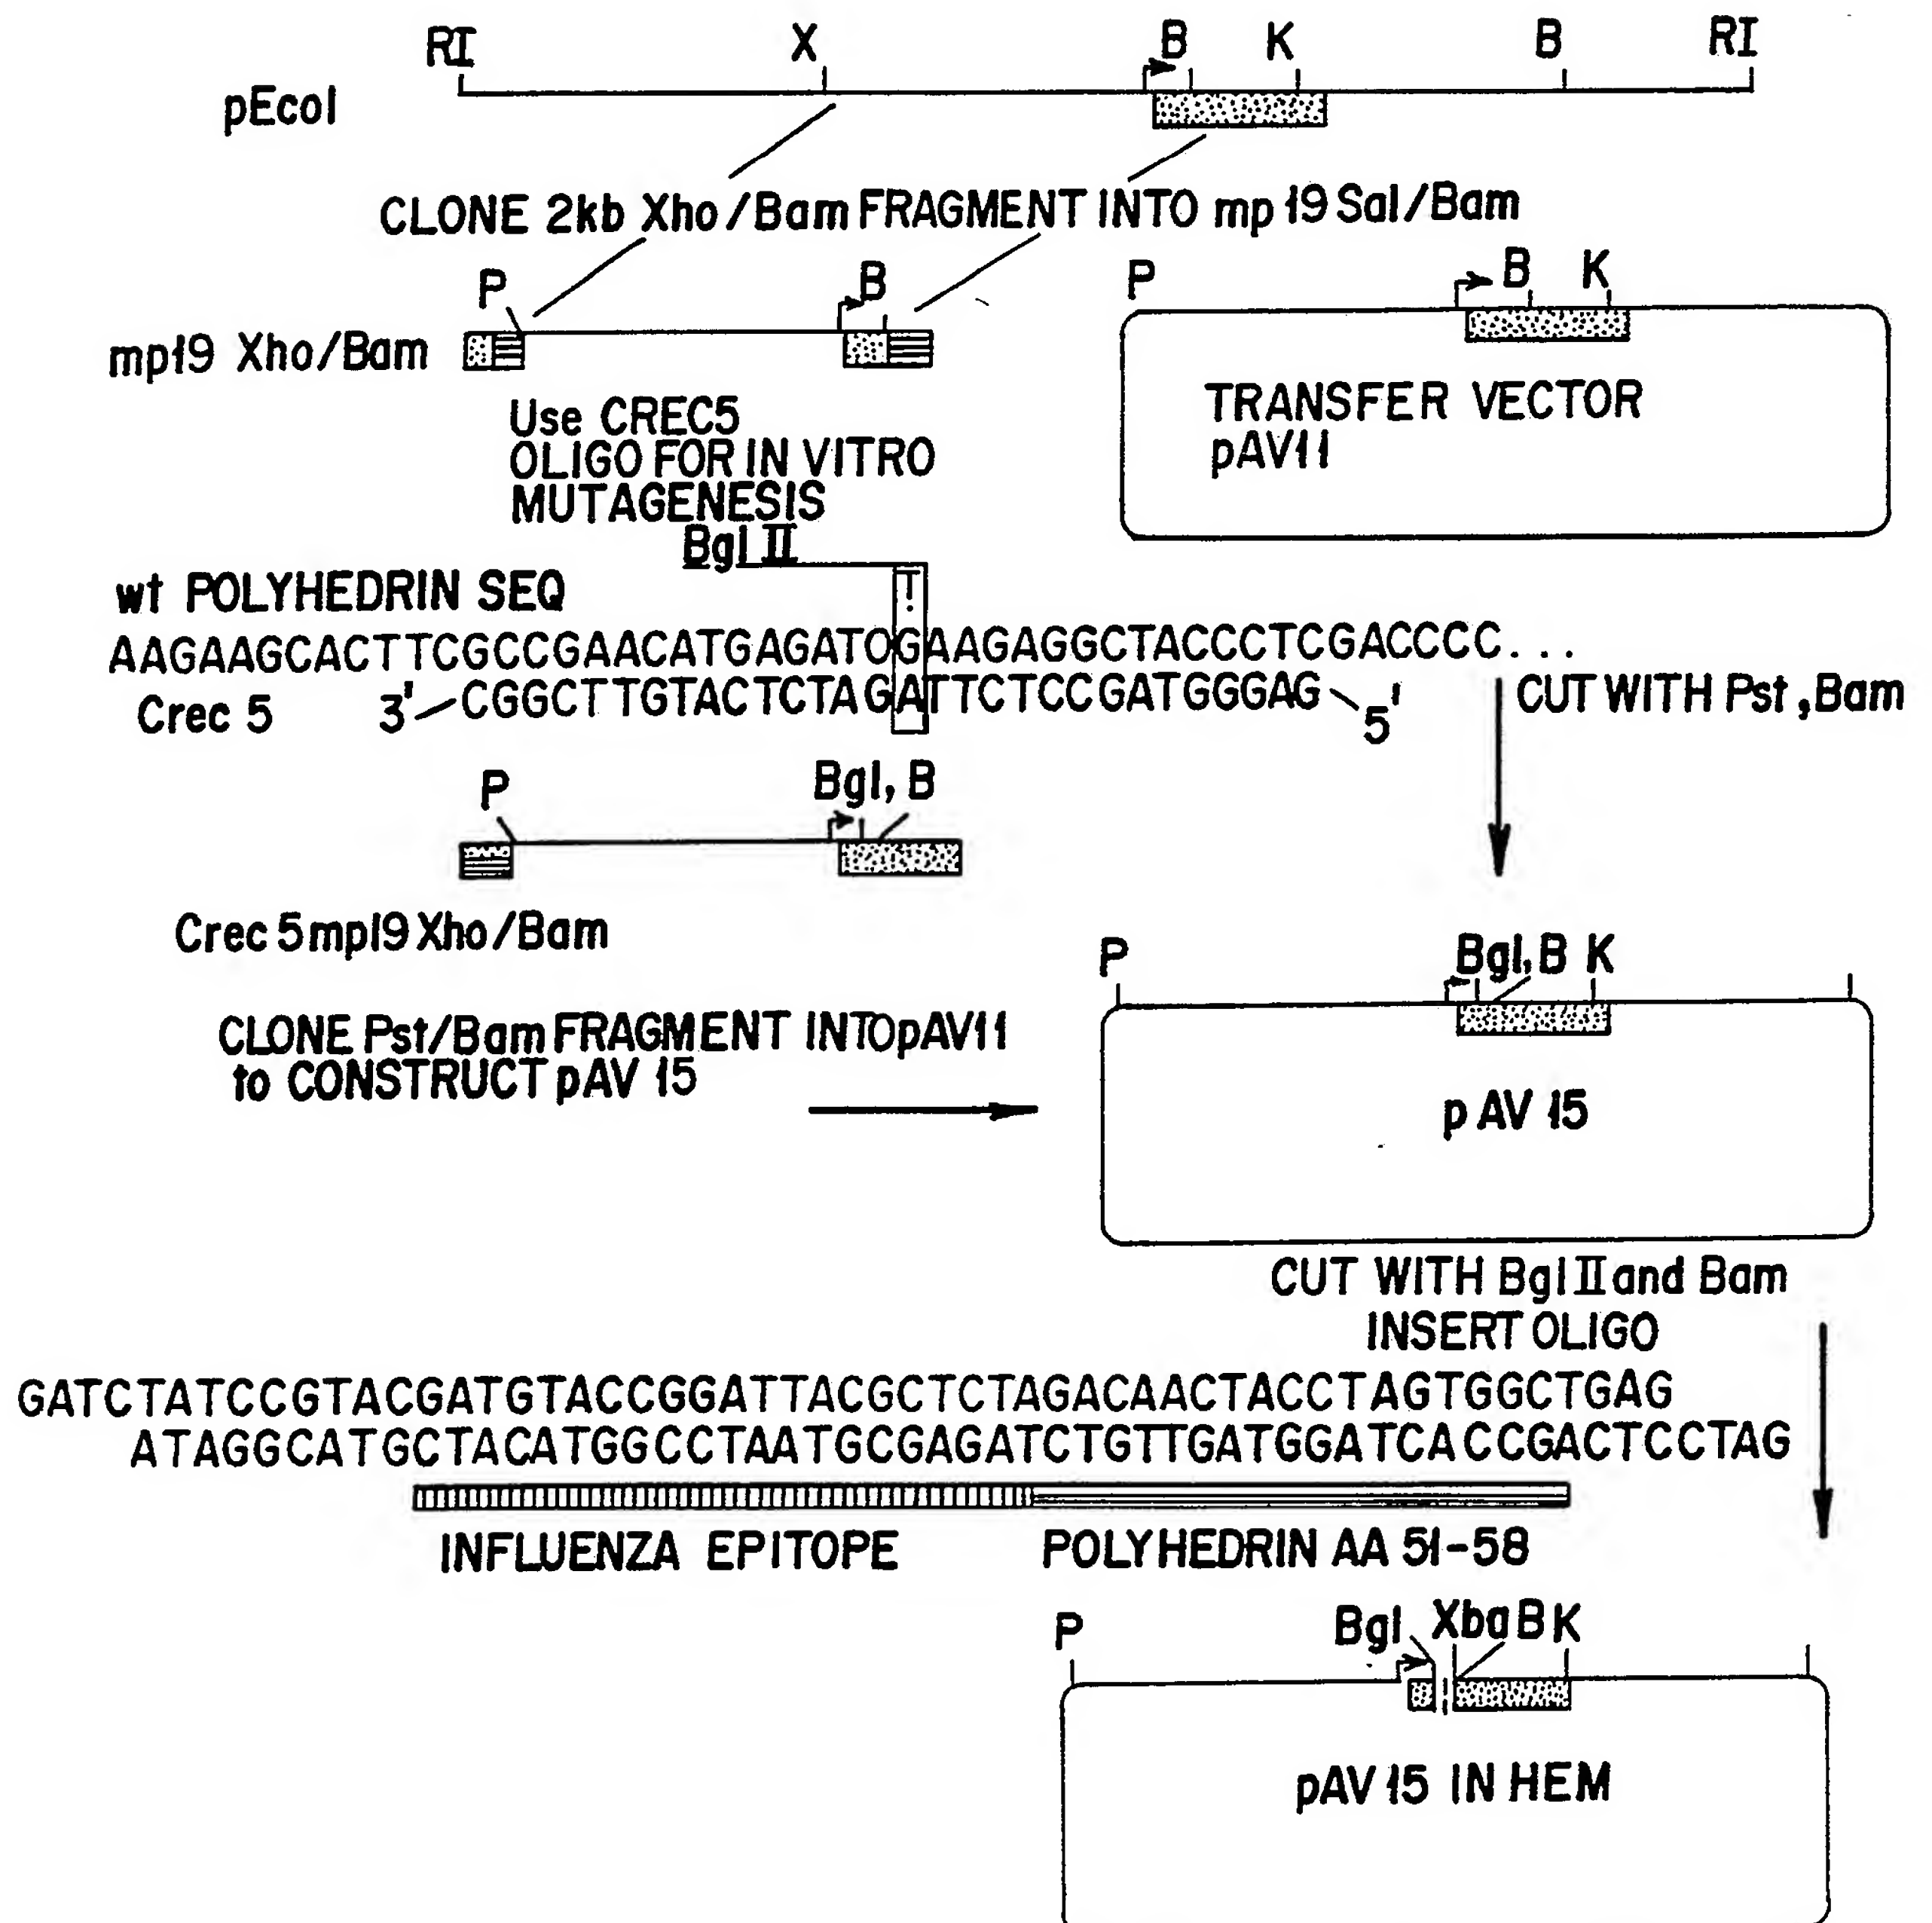 RI X B K B RI
pEcoI
CLONE 2kb Xho/Bam FRAGMENT INTO mp19 Sal/Bam
P B
mp19 Xho/Bam
P B K
TRANSFER VECTOR
pAV11
Use CREC5
OLIGO FOR IN VITRO
MUTAGENESIS
Bgl II
T
wt POLYHEDRIN SEQ
AAGAAGCACTTCGCCGAACATGAGATCGAAGAGGCTACCCTCGACCCC...
Crec 5 3' CGGCTTGTACTCTAGATTCTCCGATGGGAG 5'
CUT WITH Pst, Bam
P Bgl, B
Crec 5mp19 Xho/Bam
CLONE Pst/Bam FRAGMENT INTO pAV11
to CONSTRUCT pAV 15
P Bgl, B K
pAV 15
CUT WITH Bgl II and Bam
INSERT OLIGO
GATCTATCCGTACGATGTACCGGATTACGCTCTAGACAACTACCTAGTGGCTGAG
ATAGGCATGCTACATGGCCTAATGCGAGATCTGTTGATGGATCACCGACTCCTAG
INFLUENZA EPITOPE POLYHEDRIN AA 51-58
P Bgl Xba B K
pAV 15 IN HEM